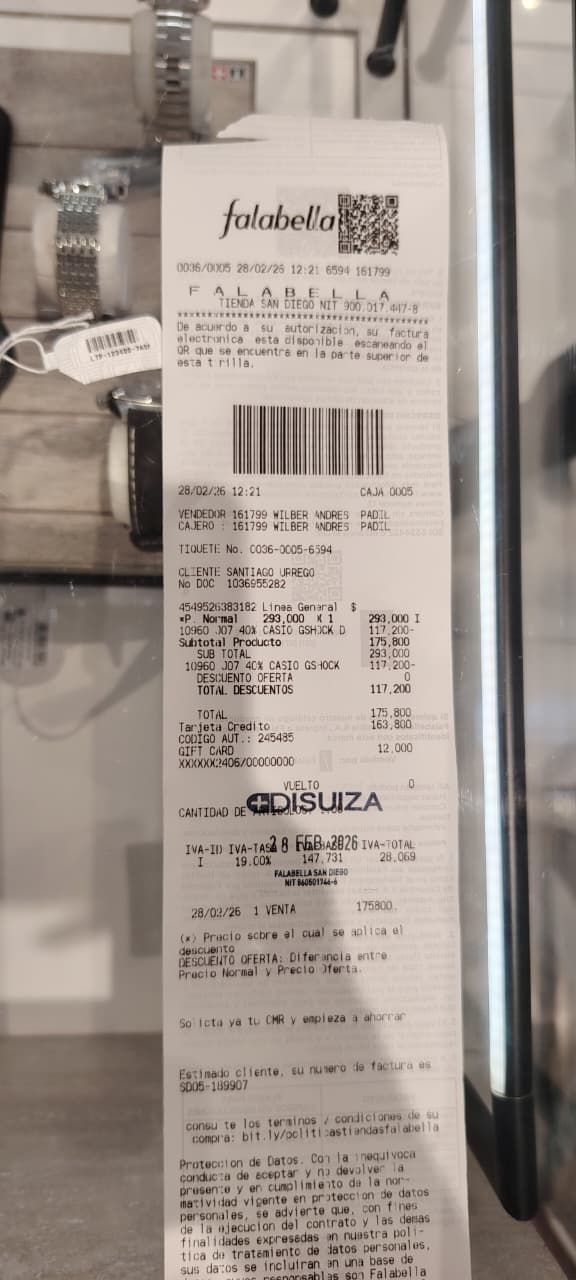 falabella
0036/0005 28/02/26 12:21 6594 161799
F A L A B E L L A
TIENDA SAN DIEGO NIT 900.017.447-8
De acuerdo a su autorizacion, su factura
electronica esta disponible escaneando el
QR que se encuentra en la parte superior de
esta tirilla.
28/02/26 12:21 CAJA 0005
VENDEDOR 161799 WILBER ANDRES PADIL
CAJERO : 161799 WILBER ANDRES PADIL
TIQUETE No. 0036-0005-6594
CLIENTE SANTIAGO URREGO
No DOC 1036955282
4549526383182 Linea General $
*P. Normal 293,000 X 1 293,000 I
10960 J07 40% CASIO GSHOCK D 117,200-
Subtotal Producto 175,800
SUB TOTAL 293,000
10960 J07 40% CASIO GSHOCK 117,200-
DESCUENTO OFERTA 0
TOTAL DESCUENTOS 117,200
TOTAL 175,800
Tarjeta Credito 163,800
CODIGO AUT.: 245485
GIFT CARD 12,000
XXXXXX2406/00000000
VUELTO 0
DISUIZA
CANTIDAD DE
28 FEB 2026
IVA-ID IVA-TASA IVA-TOTAL
I 19.00% 147,731 28,069
FALABELLA SAN DIEGO
NIT 860501746-6
28/02/26 1 VENTA 175800.
(*) Precio sobre el cual se aplica el
descuento
DESCUENTO OFERTA: Diferencia entre
Precio Normal y Precio Oferta.
Solicita ya tu CMR y empieza a ahorrar
Estimado cliente, su numero de factura es
SD05-189907
consulte los terminos y condiciones de su
compra: bit.ly/politicastiendasfalabella
Proteccion de Datos. Con la inequivoca
conducta de aceptar y no devolver la
presente y en cumplimiento de la nor-
matividad vigente en proteccion de datos
personales, se advierte que, con fines
de la ejecucion del contrato y las demas
finalidades expresadas en nuestra poli-
tica de tratamiento de datos personales,
sus datos se incluiran en una base de
responsables son Falabella